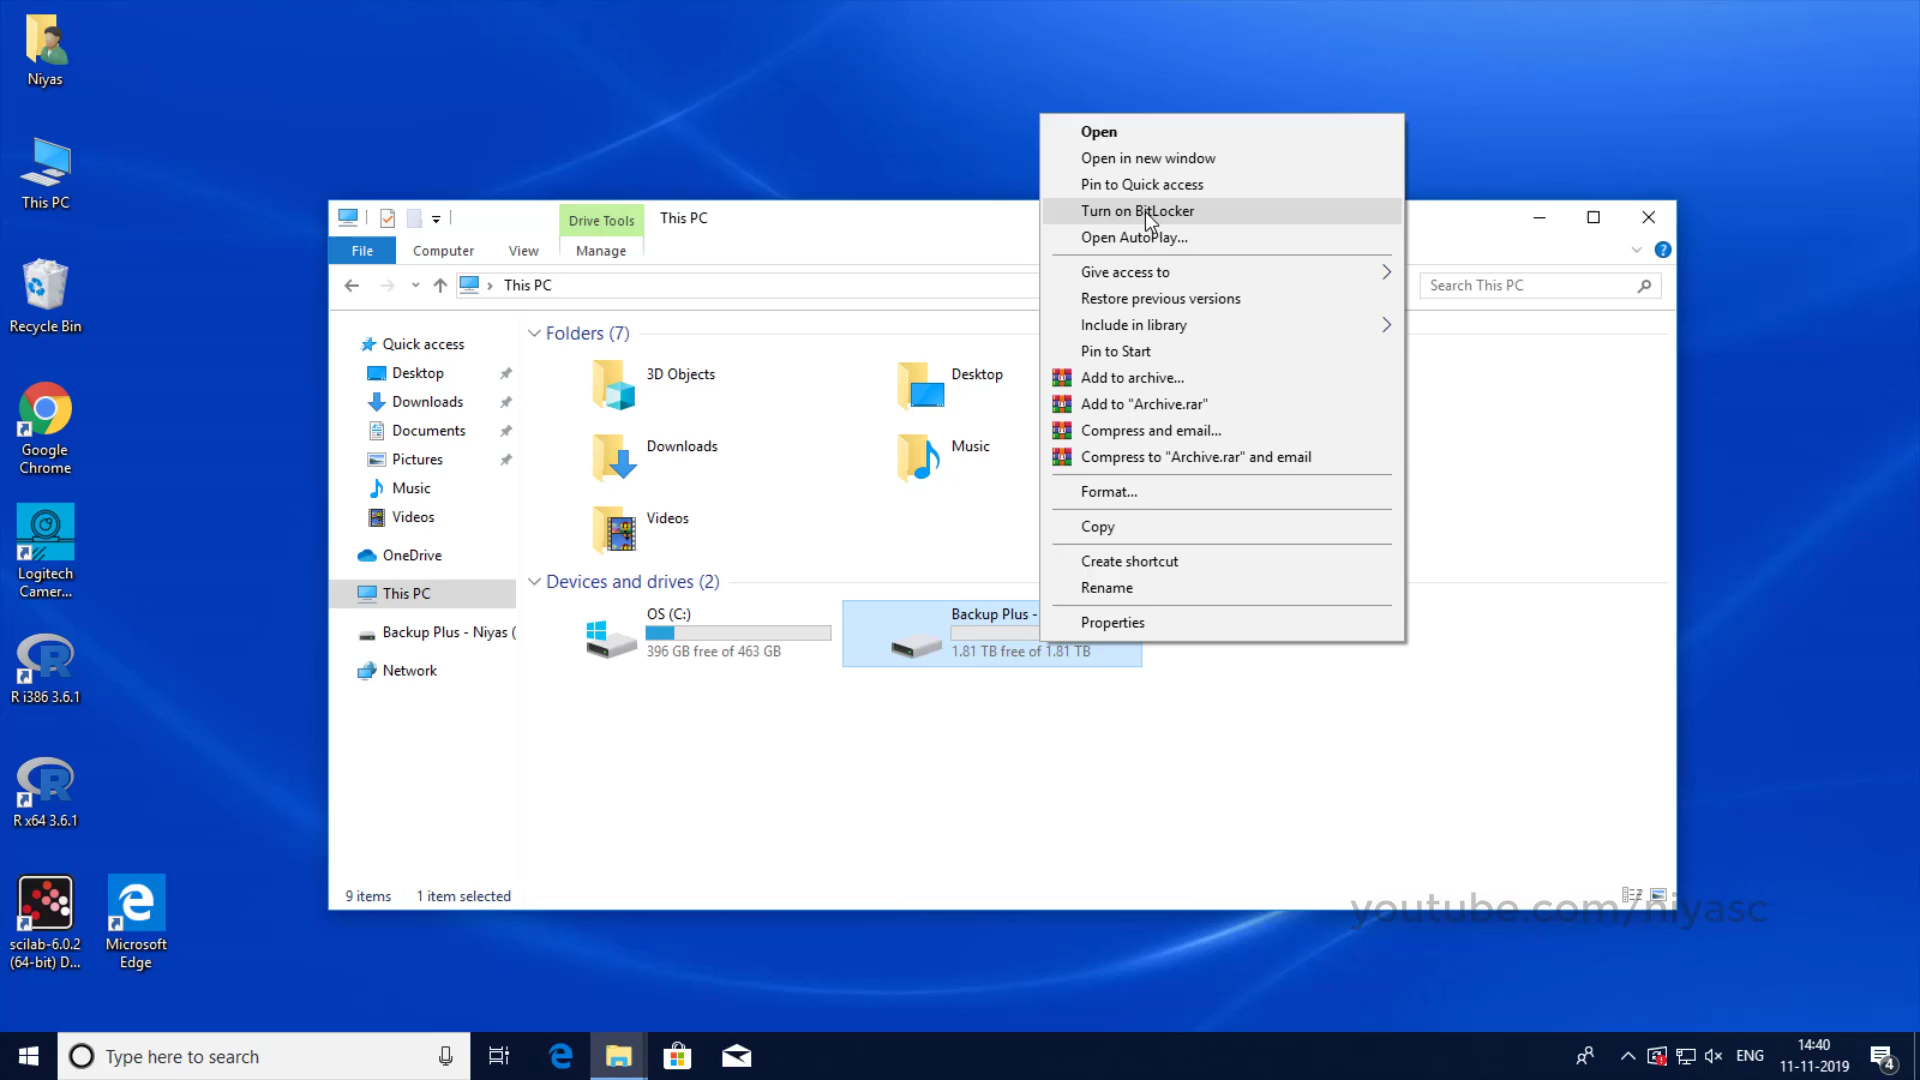 Niyas
This PC
Recycle Bin
Google
Chrome
Logitech
Camer...
R i386 3.6.1
R x64 3.6.1
scilab-6.0.2
(64-bit) D...
Microsoft
Edge
Drive Tools
This PC
File
Computer
View
Manage
This PC
Search This PC
Quick access
Desktop
Downloads
Documents
Pictures
Music
Videos
OneDrive
This PC
Backup Plus - Niyas (
Network
Folders (7)
3D Objects
Desktop
Downloads
Music
Videos
Devices and drives (2)
OS (C:)
396 GB free of 463 GB
Backup Plus -
1.81 TB free of 1.81 TB
9 items
1 item selected
Open
Open in new window
Pin to Quick access
Turn on BitLocker
Open AutoPlay...
Give access to
Restore previous versions
Include in library
Pin to Start
Add to archive...
Add to "Archive.rar"
Compress and email...
Compress to "Archive.rar" and email
Format...
Copy
Create shortcut
Rename
Properties
youtube.com/niyasc
Type here to search
ENG
14:40
11-11-2019
4